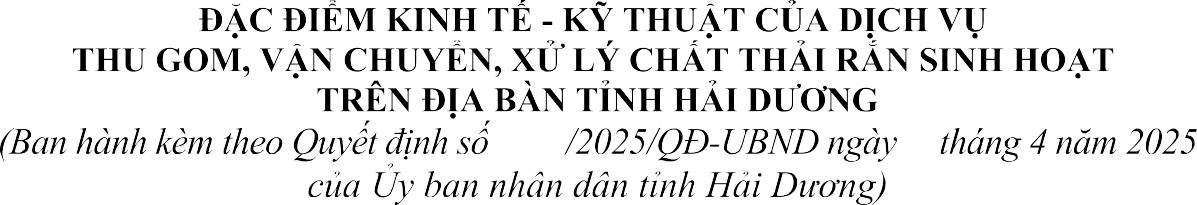 ĐẶC ĐIỂM KINH TẾ - KỸ THUẬT CỦA DỊCH VỤ
THU GOM, VẬN CHUYỂN, XỬ LÝ CHẤT THẢI RẮN SINH HOẠT
TRÊN ĐỊA BÀN TỈNH HẢI DƯƠNG
(Ban hành kèm theo Quyết định số /2025/QĐ-UBND ngày tháng 4 năm 2025
của Ủy ban nhân dân tỉnh Hải Dương)